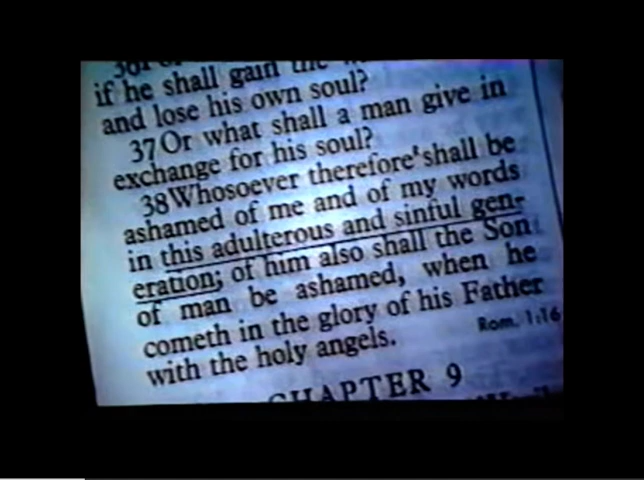 if he shall gain the
and lose his own soul?
37 Or what shall a man give in
exchange for his soul?
38 Whosoever therefore shall be
ashamed of me and of my words
in this adulterous and sinful gen-
eration; of him also shall the Son
of man be ashamed, when he
cometh in the glory of his Father
with the holy angels.
Rom. 1:16
CHAPTER 9